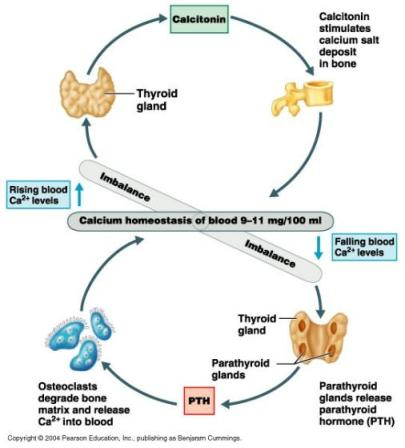 Calcitonin
Calcitonin
stimulates
calcium salt
deposit
in bone
Thyroid
gland
Imbalance
Rising blood
Ca2+ levels
Calcium homeostasis of blood 9–11 mg/100 ml
Imbalance
Falling blood
Ca2+ levels
Thyroid
gland
Parathyroid
glands
Osteoclasts
degrade bone
matrix and release
Ca2+ into blood
PTH
Parathyroid
glands release
parathyroid
hormone (PTH)
Copyright © 2004 Pearson Education, Inc., publishing as Benjamin Cummings.